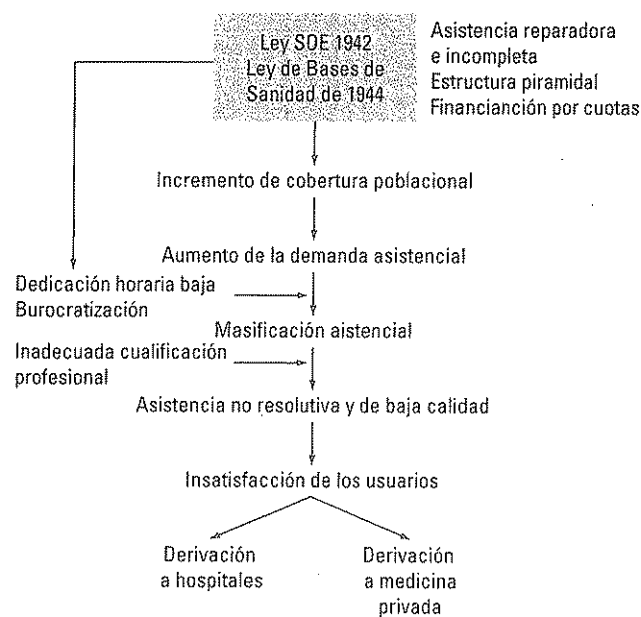 Ley SOE 1942
Ley de Bases de
Sanidad de 1944
Asistencia reparadora
e incompleta
Estructura piramidal
Financianción por cuotas
Incremento de cobertura poblacional
Aumento de la demanda asistencial
Dedicación horaria baja
Burocratización
Masificación aistencial
Inadecuada cualificación
profesional
Asistencia no resolutiva y de baja calidad
Insatisfacción de los usuarios
Derivación
a hospitales
Derivación
a medicina
privada